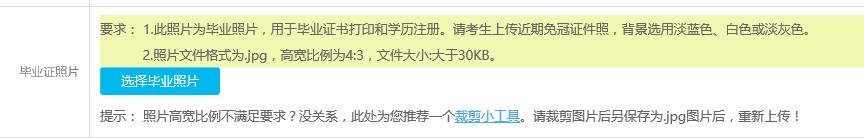 要求： 1.此照片为毕业照片，用于毕业证书打印和学历注册。请考生上传近期免冠证件照，背景选用淡蓝色、白色或淡灰色。
2.照片文件格式为.jpg，高宽比例为4:3，文件大小:大于30KB。
毕业证照片
选择毕业照片
提示： 照片高宽比例不满足要求？没关系，此处为您推荐一个裁剪小工具。请裁剪图片后另保存为.jpg图片后，重新上传！